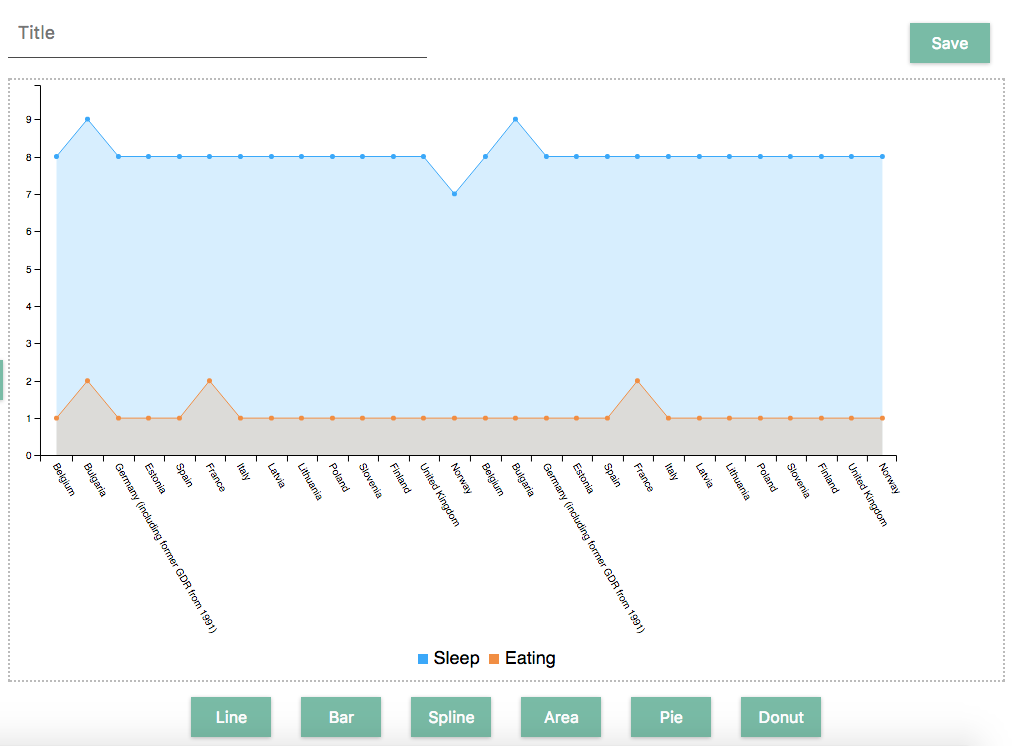 Title
Save
9
8
7
6
5
4
3
2
1
0
Belgium
Bulgaria
Germany (including former GDR from 1991)
Estonia
Spain
France
Italy
Latvia
Lithuania
Poland
Slovenia
Finland
United Kingdom
Norway
Belgium
Bulgaria
Germany (including former GDR from 1991)
Estonia
Spain
France
Italy
Latvia
Lithuania
Poland
Slovenia
Finland
United Kingdom
Norway
Sleep Eating
Line Bar Spline Area Pie Donut